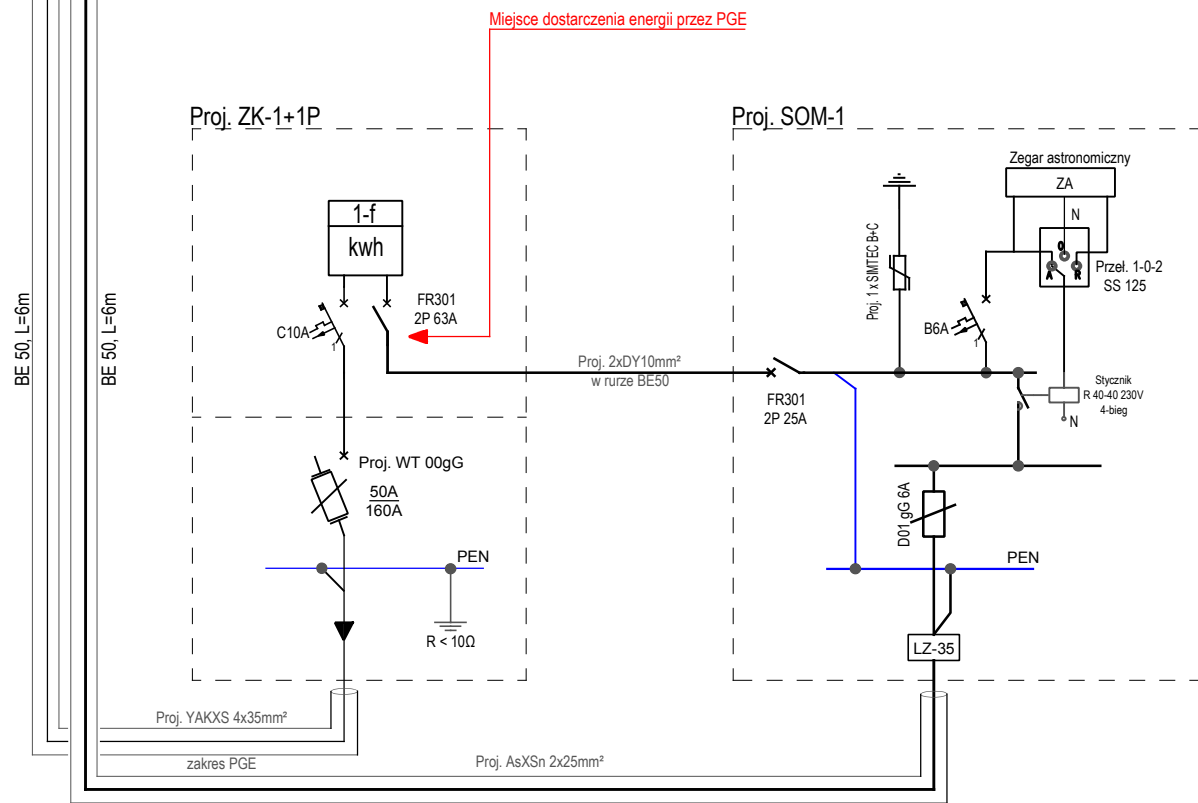 Miejsce dostarczenia energii przez PGE
Proj. ZK-1+1P
Proj. SOM-1
Zegar astronomiczny
ZA
N
0
A
R
Przeł. 1-0-2
SS 125
1-f
kwh
Proj. 1 x SIMTEC B+C
FR301
2P 63A
C10A
1
B6A
1
BE 50, L=6m
BE 50, L=6m
Proj. 2xDY10mm²
w rurze BE50
FR301
2P 25A
Stycznik
R 40-40 230V
4-bieg
N
Proj. WT 00gG
50A
160A
D01 gG 6A
PEN
PEN
R < 10Ω
LZ-35
Proj. YAKXS 4x35mm²
zakres PGE
Proj. AsXSn 2x25mm²